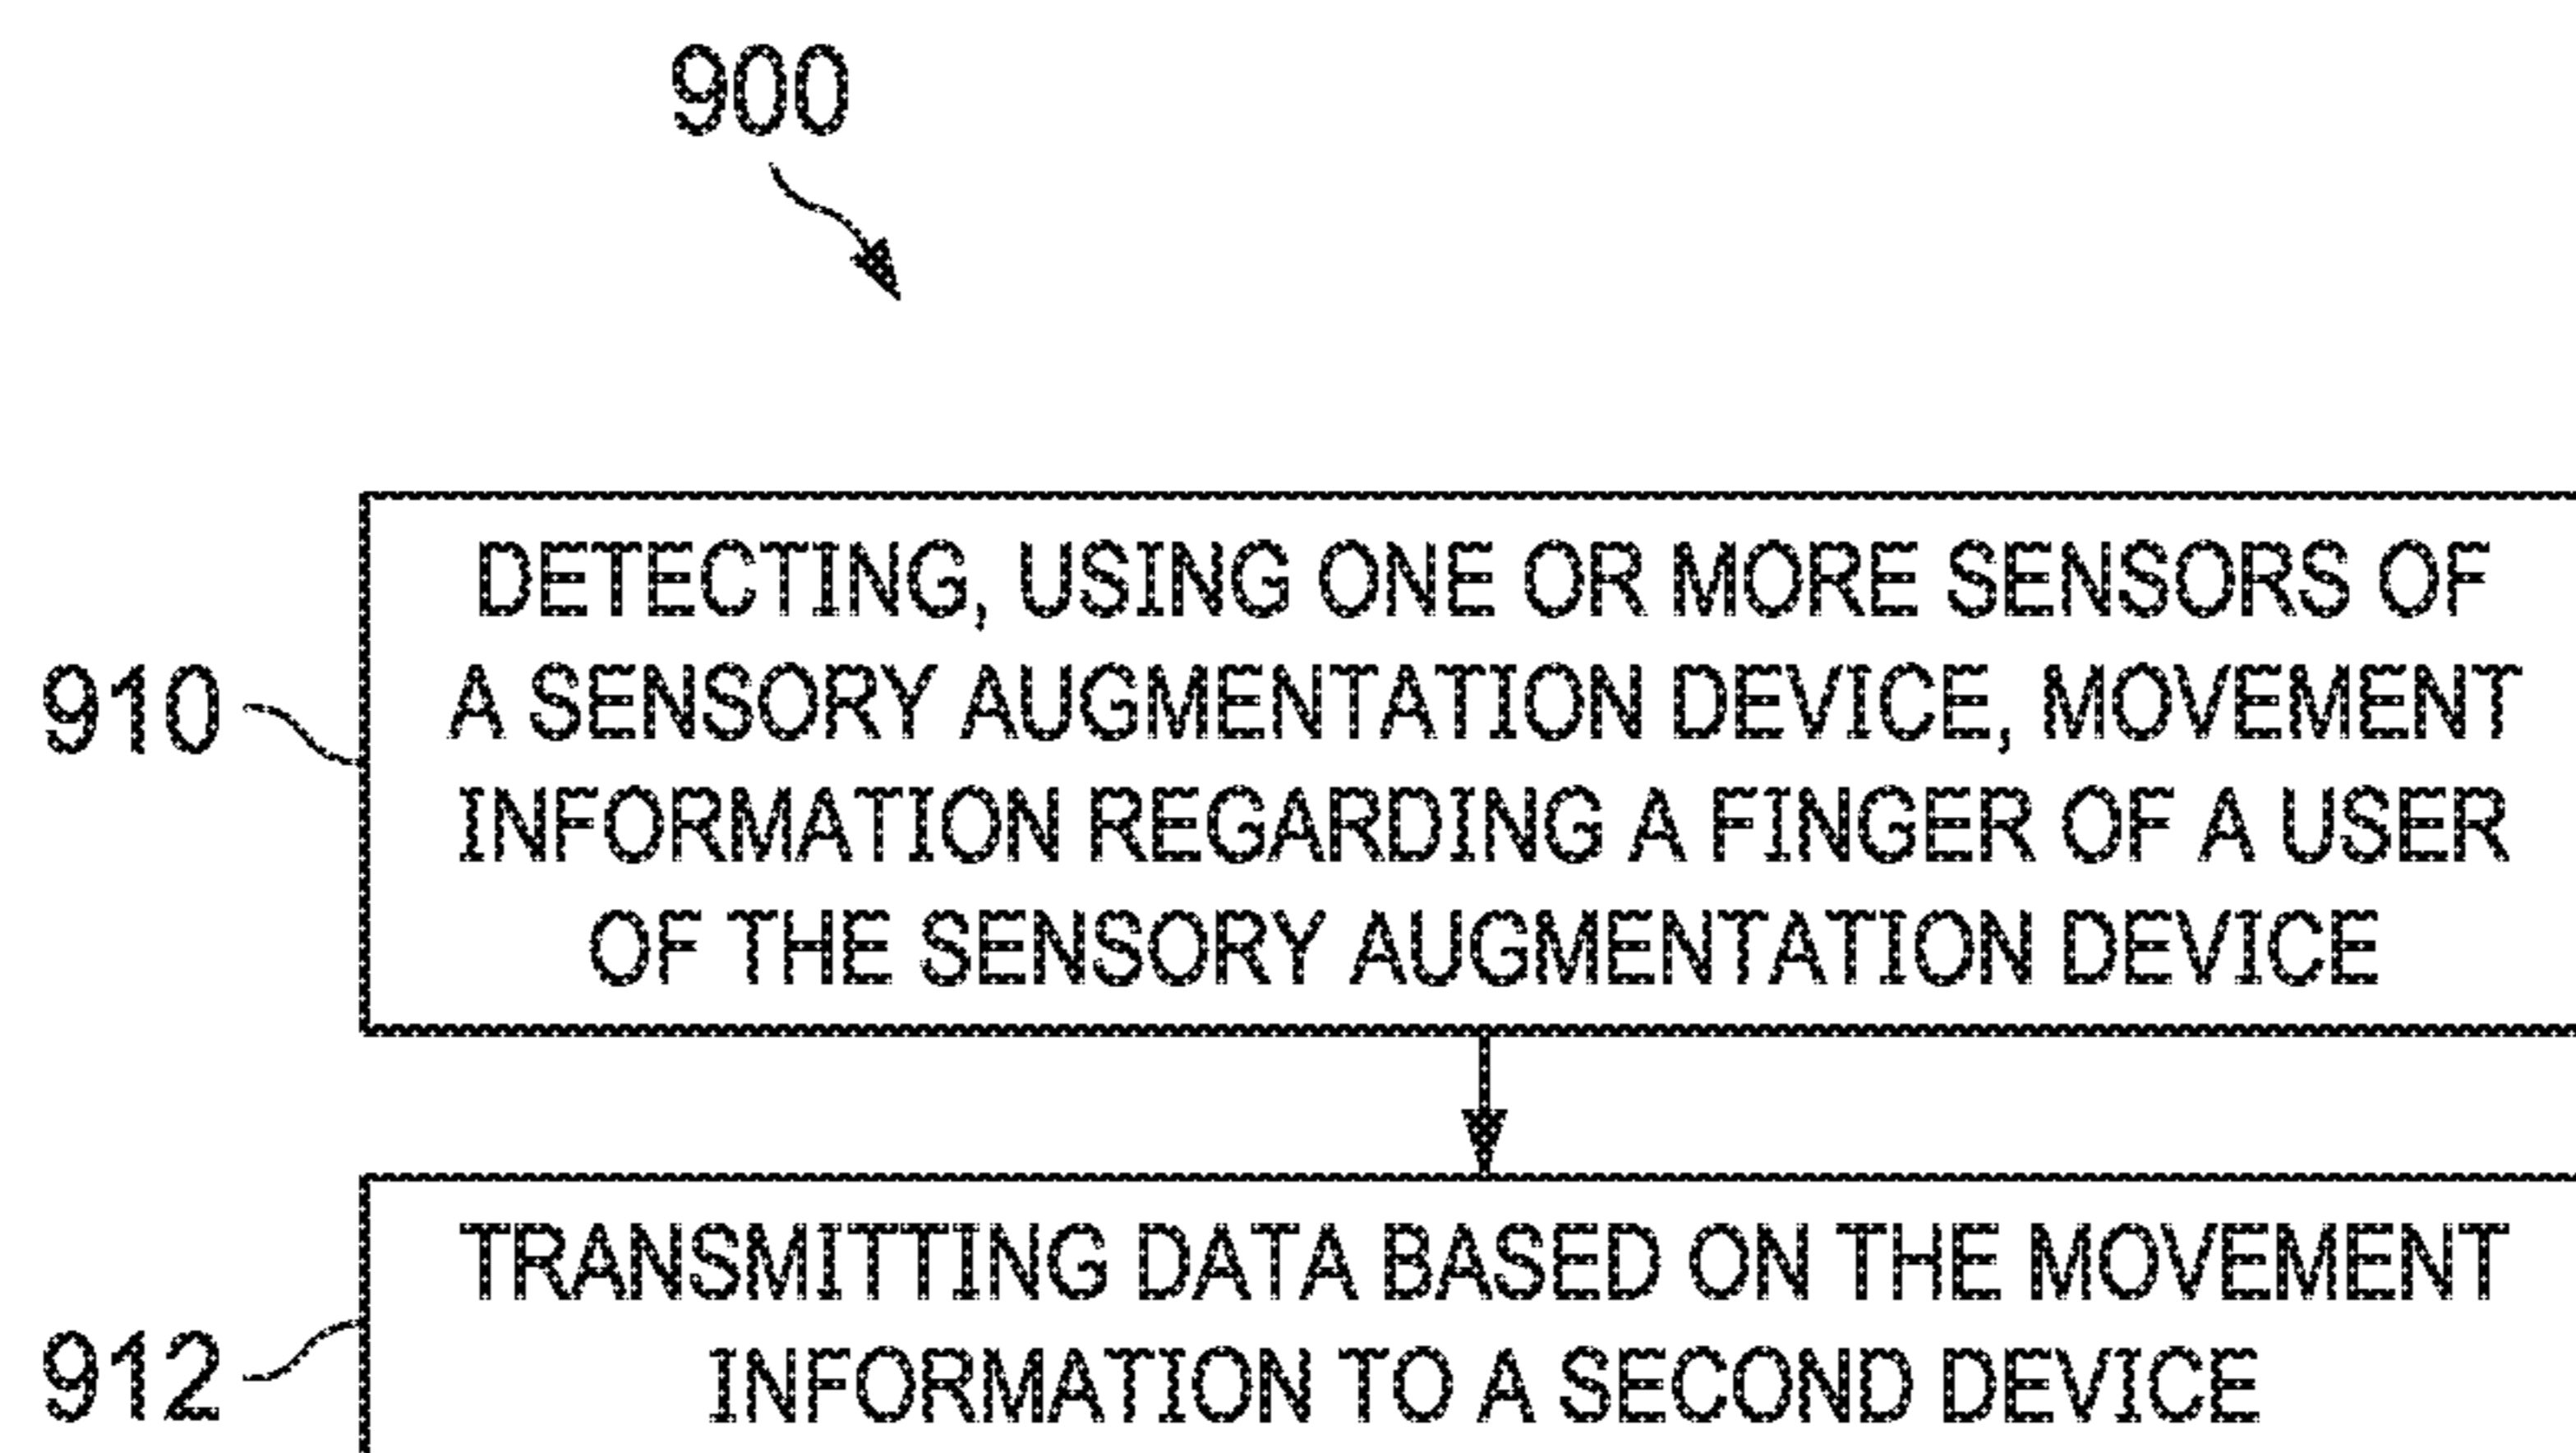 900
910
DETECTING, USING ONE OR MORE SENSORS OF
A SENSORY AUGMENTATION DEVICE, MOVEMENT
INFORMATION REGARDING A FINGER OF A USER
OF THE SENSORY AUGMENTATION DEVICE
912
TRANSMITTING DATA BASED ON THE MOVEMENT
INFORMATION TO A SECOND DEVICE